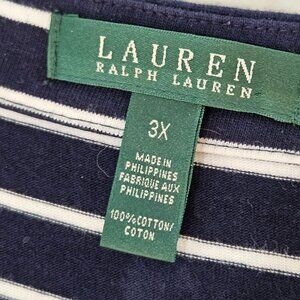 LAUREN
RALPH LAUREN
3X
MADE IN
PHILIPPINES
FABRIQUE AUX
PHILIPPINES
100%COTTON/
COTON